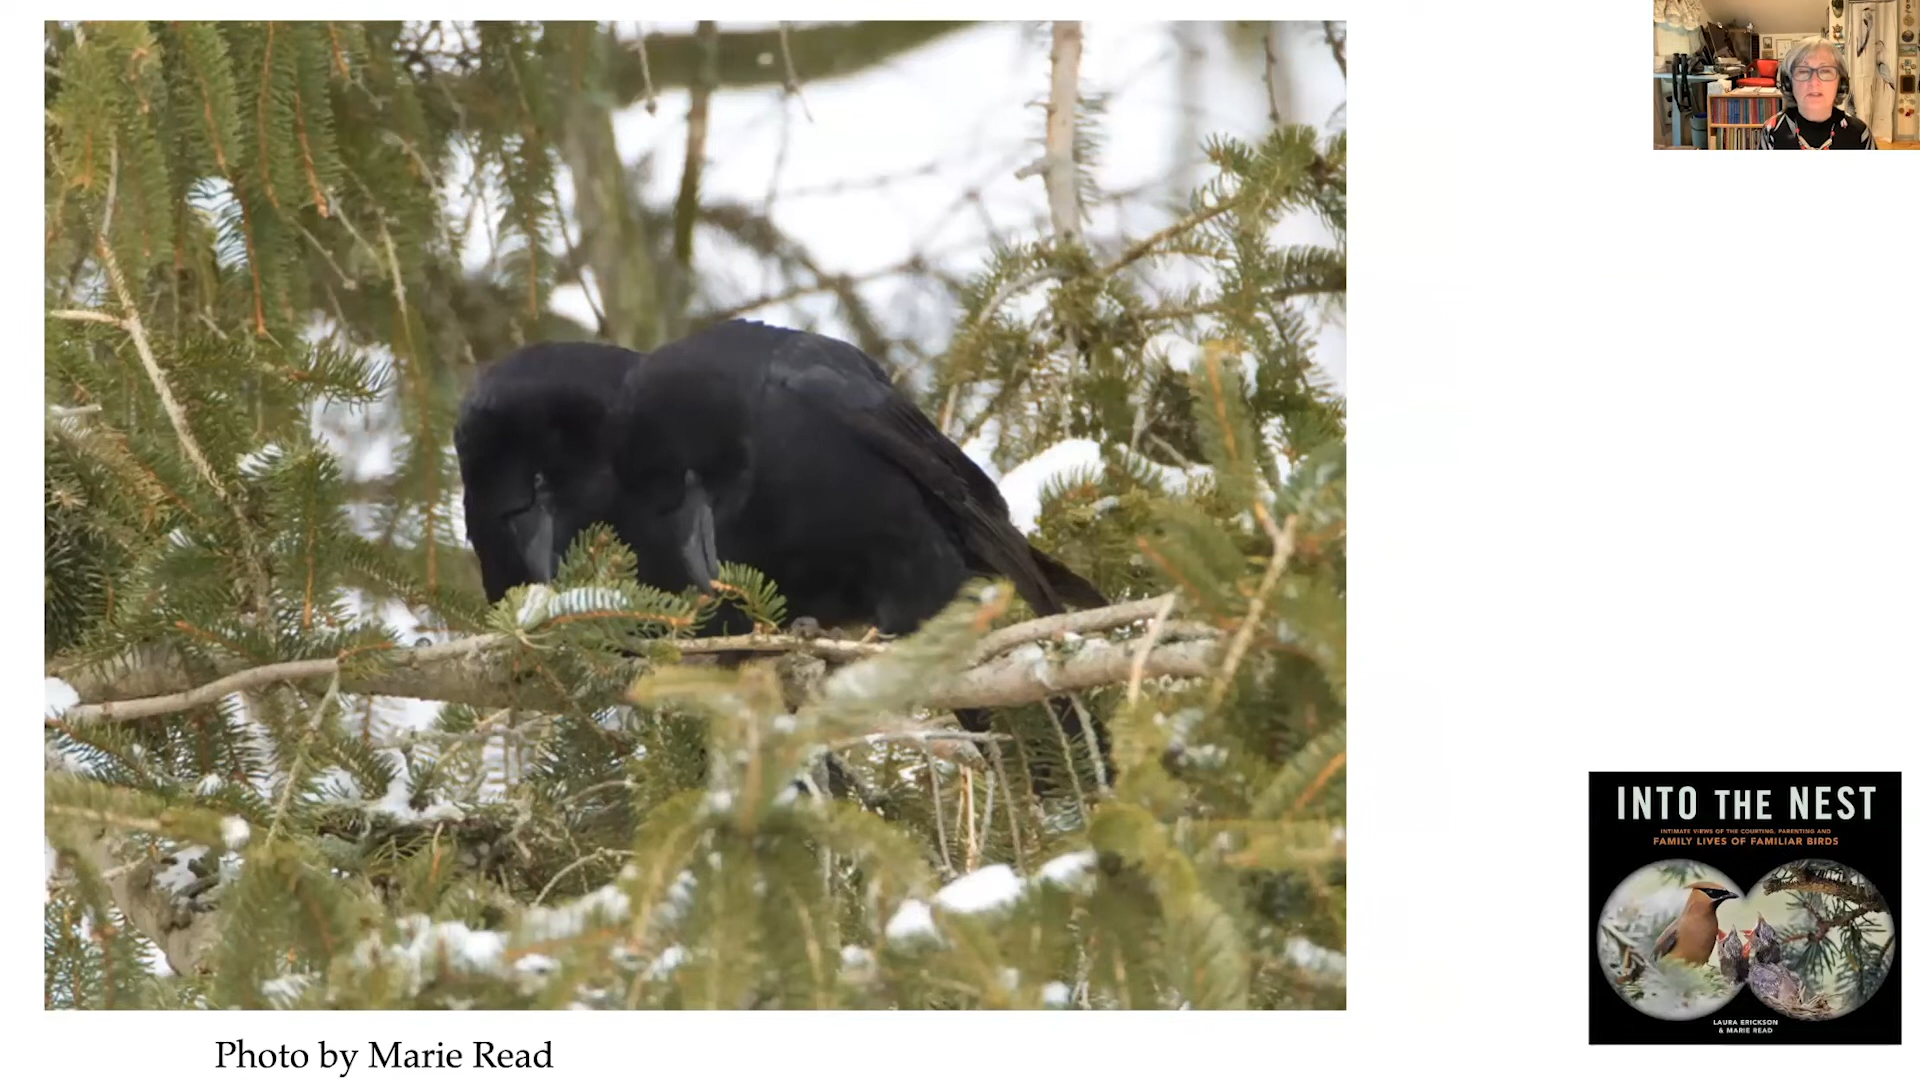 INTO THE NEST
INTIMATE VIEWS OF THE COURTING, PARENTING AND
FAMILY LIVES OF FAMILIAR BIRDS
LAURA ERICKSON
& MARIE READ
Photo by Marie Read